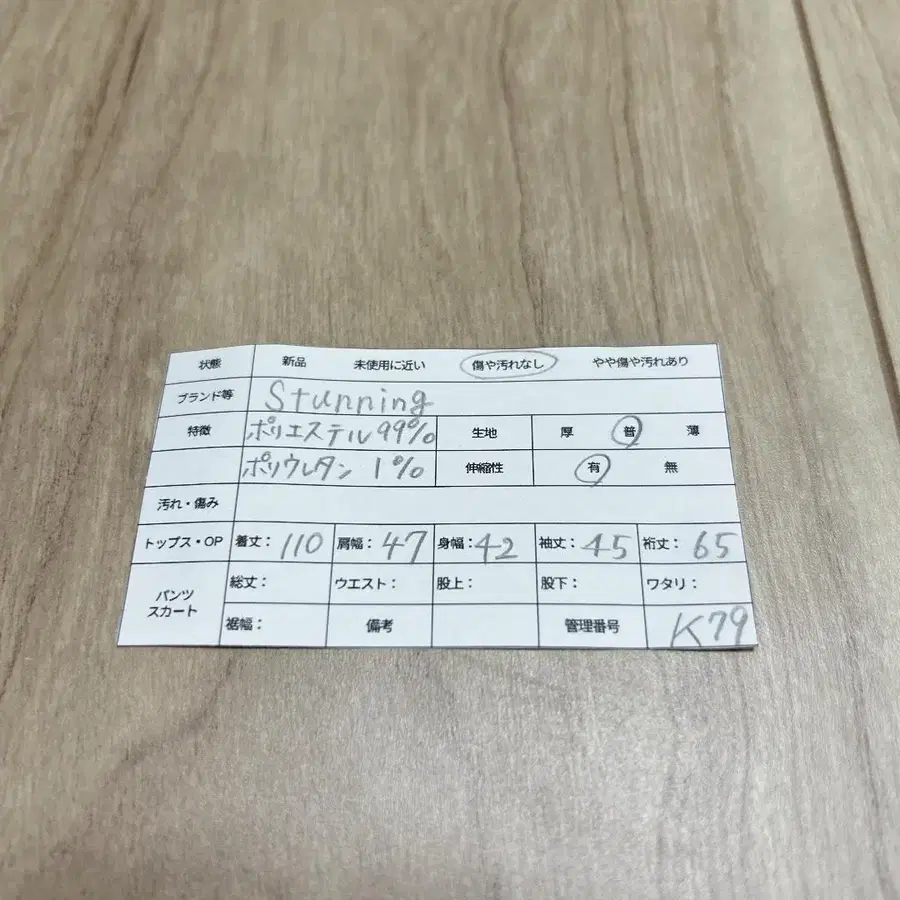 状態 新品 未使用に近い 傷や汚れなし やや傷や汚れあり
ブランド等 Stunning
特徴 ポリエステル99% 生地 厚 普 薄
ポリウレタン 1% 伸縮性 有 無
汚れ・傷み
トップス・OP 着丈：110 肩幅：47 身幅：42 袖丈：45 裄丈：65
パンツ スカート 総丈： ウエスト： 股上： 股下： ワタリ：
裾幅： 備考 管理番号 K79